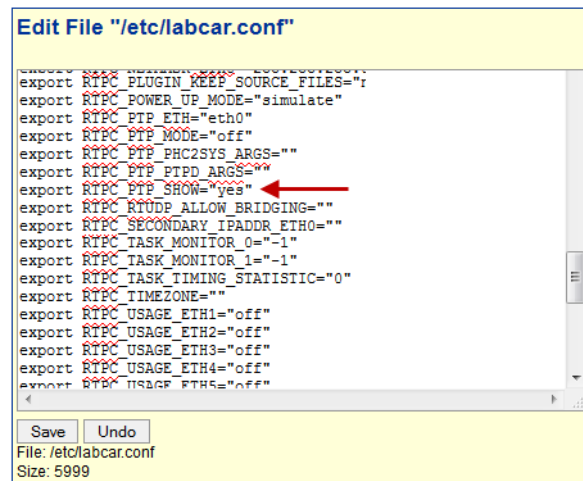 Edit File "/etc/labcar.conf"
export RTPC_PLUGIN_KEEP_SOURCE_FILES="r
export RTPC_POWER_UP_MODE="simulate"
export RTPC_PTP_ETH="eth0"
export RTPC_PTP_MODE="off"
export RTPC_PTP_PHC2SYS_ARGS=""
export RTPC_PTP_PTPD_ARGS=""
export RTPC_PTP_SHOW="yes"
export RTPC_RTUDP_ALLOW_BRIDGING=""
export RTPC_SECONDARY_IPADDR_ETH0=""
export RTPC_TASK_MONITOR_0="-1"
export RTPC_TASK_MONITOR_1="-1"
export RTPC_TASK_TIMING_STATISTIC="0"
export RTPC_TIMEZONE=""
export RTPC_USAGE_ETH1="off"
export RTPC_USAGE_ETH2="off"
export RTPC_USAGE_ETH3="off"
export RTPC_USAGE_ETH4="off"
export RTPC_USAGE_ETH5="off"
Save Undo
File: /etc/labcar.conf
Size: 5999